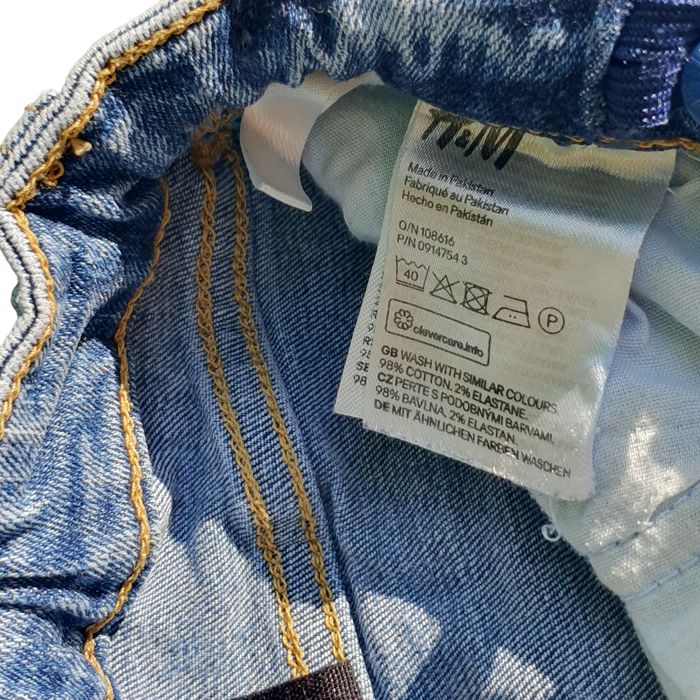 H&M
Made in Pakistan
Fabriqué au Pakistan
Hecho en Pakistán
O/N 108616
P/N 0914754 3
40
P
clevercare.info
GB WASH WITH SIMILAR COLOURS.
98% COTTON. 2% ELASTANE.
CZ PERTE S PODOBNÝMI BARVAMI.
98% BAVLNA. 2% ELASTAN.
DE MIT ÄHNLICHEN FARBEN WASCHEN